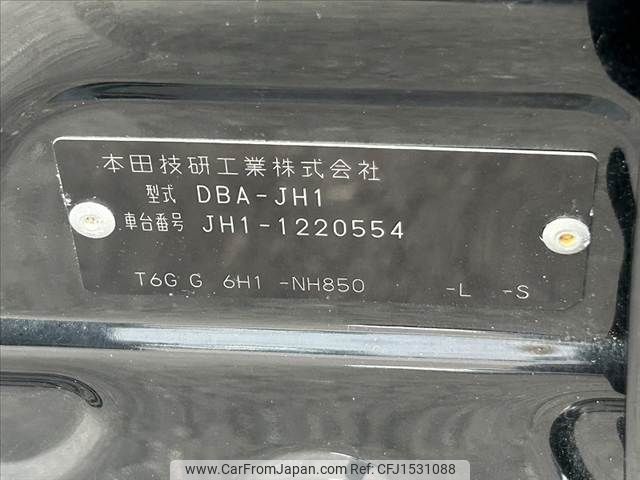 本田技研工業株式会社
型式 DBA-JH1
車台番号 JH1-1220554
T6G G 6H1 -NH850 -L -S
www.CarFromJapan.com - CFJ1531088